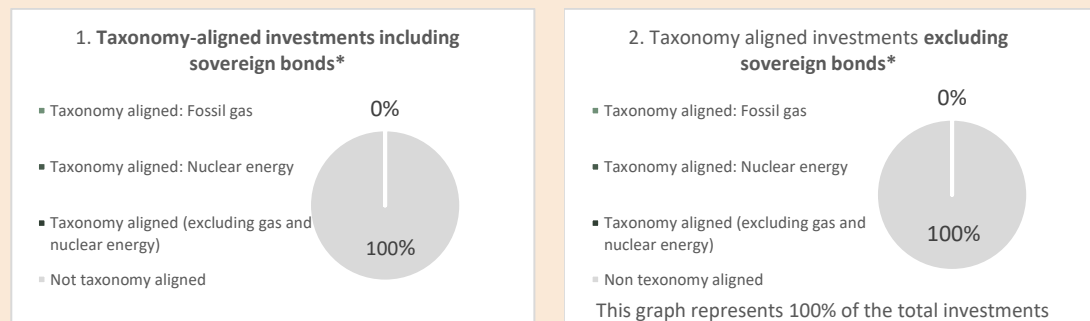 1. Taxonomy-aligned investments including
sovereign bonds*
Taxonomy aligned: Fossil gas
0%
Taxonomy aligned: Nuclear energy
Taxonomy aligned (excluding gas and
nuclear energy)
100%
Not taxonomy aligned
2. Taxonomy aligned investments excluding
sovereign bonds*
Taxonomy aligned: Fossil gas
0%
Taxonomy aligned: Nuclear energy
Taxonomy aligned (excluding gas and
nuclear energy)
100%
Non texonomy aligned
This graph represents 100% of the total investments